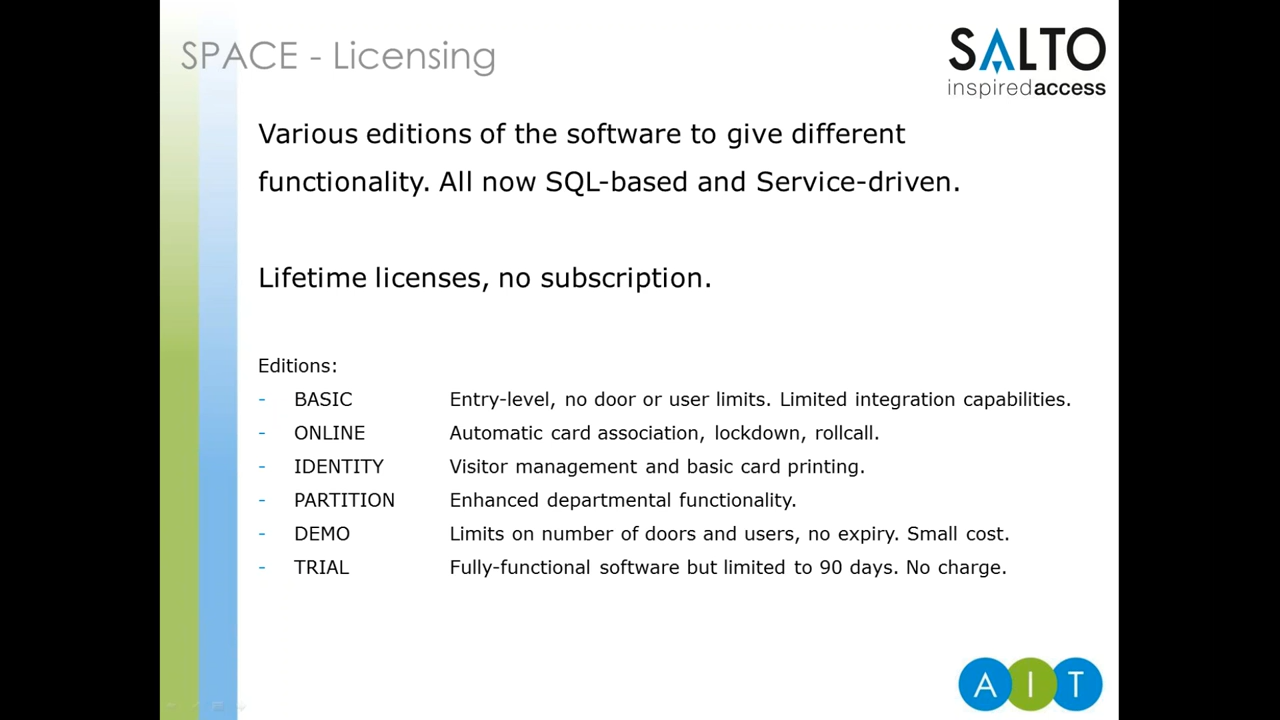 SPACE - Licensing
SALTO
inspiredaccess
Various editions of the software to give different
functionality. All now SQL-based and Service-driven.
Lifetime licenses, no subscription.
Editions:
- BASIC Entry-level, no door or user limits. Limited integration capabilities.
- ONLINE Automatic card association, lockdown, rollcall.
- IDENTITY Visitor management and basic card printing.
- PARTITION Enhanced departmental functionality.
- DEMO Limits on number of doors and users, no expiry. Small cost.
- TRIAL Fully-functional software but limited to 90 days. No charge.
AIT